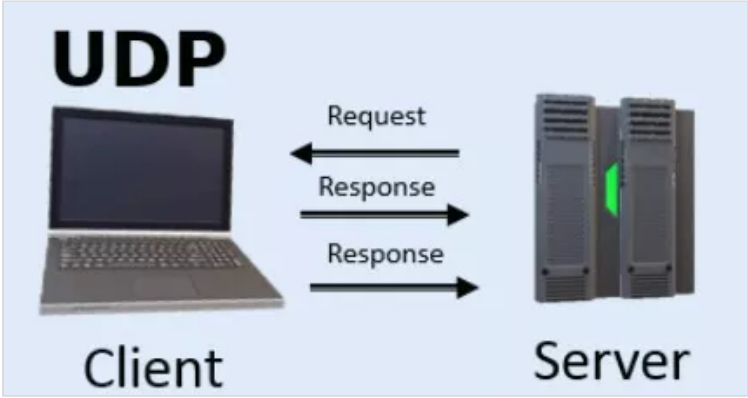 UDP
Request
Response
Response
Client
Server